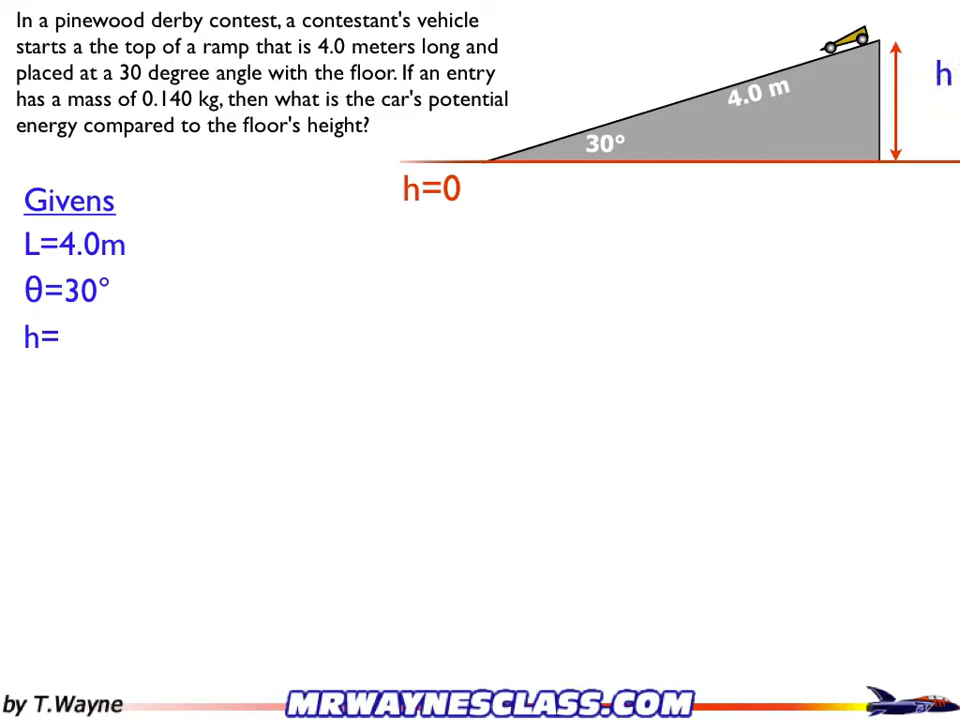 In a pinewood derby contest, a contestant's vehicle
starts a the top of a ramp that is 4.0 meters long and
placed at a 30 degree angle with the floor. If an entry
has a mass of 0.140 kg, then what is the car's potential
energy compared to the floor's height?
4.0 m
h
30°
h=0
Givens
L=4.0m
θ=30°
h=
by T.Wayne
MRWAYNESCLASS.COM